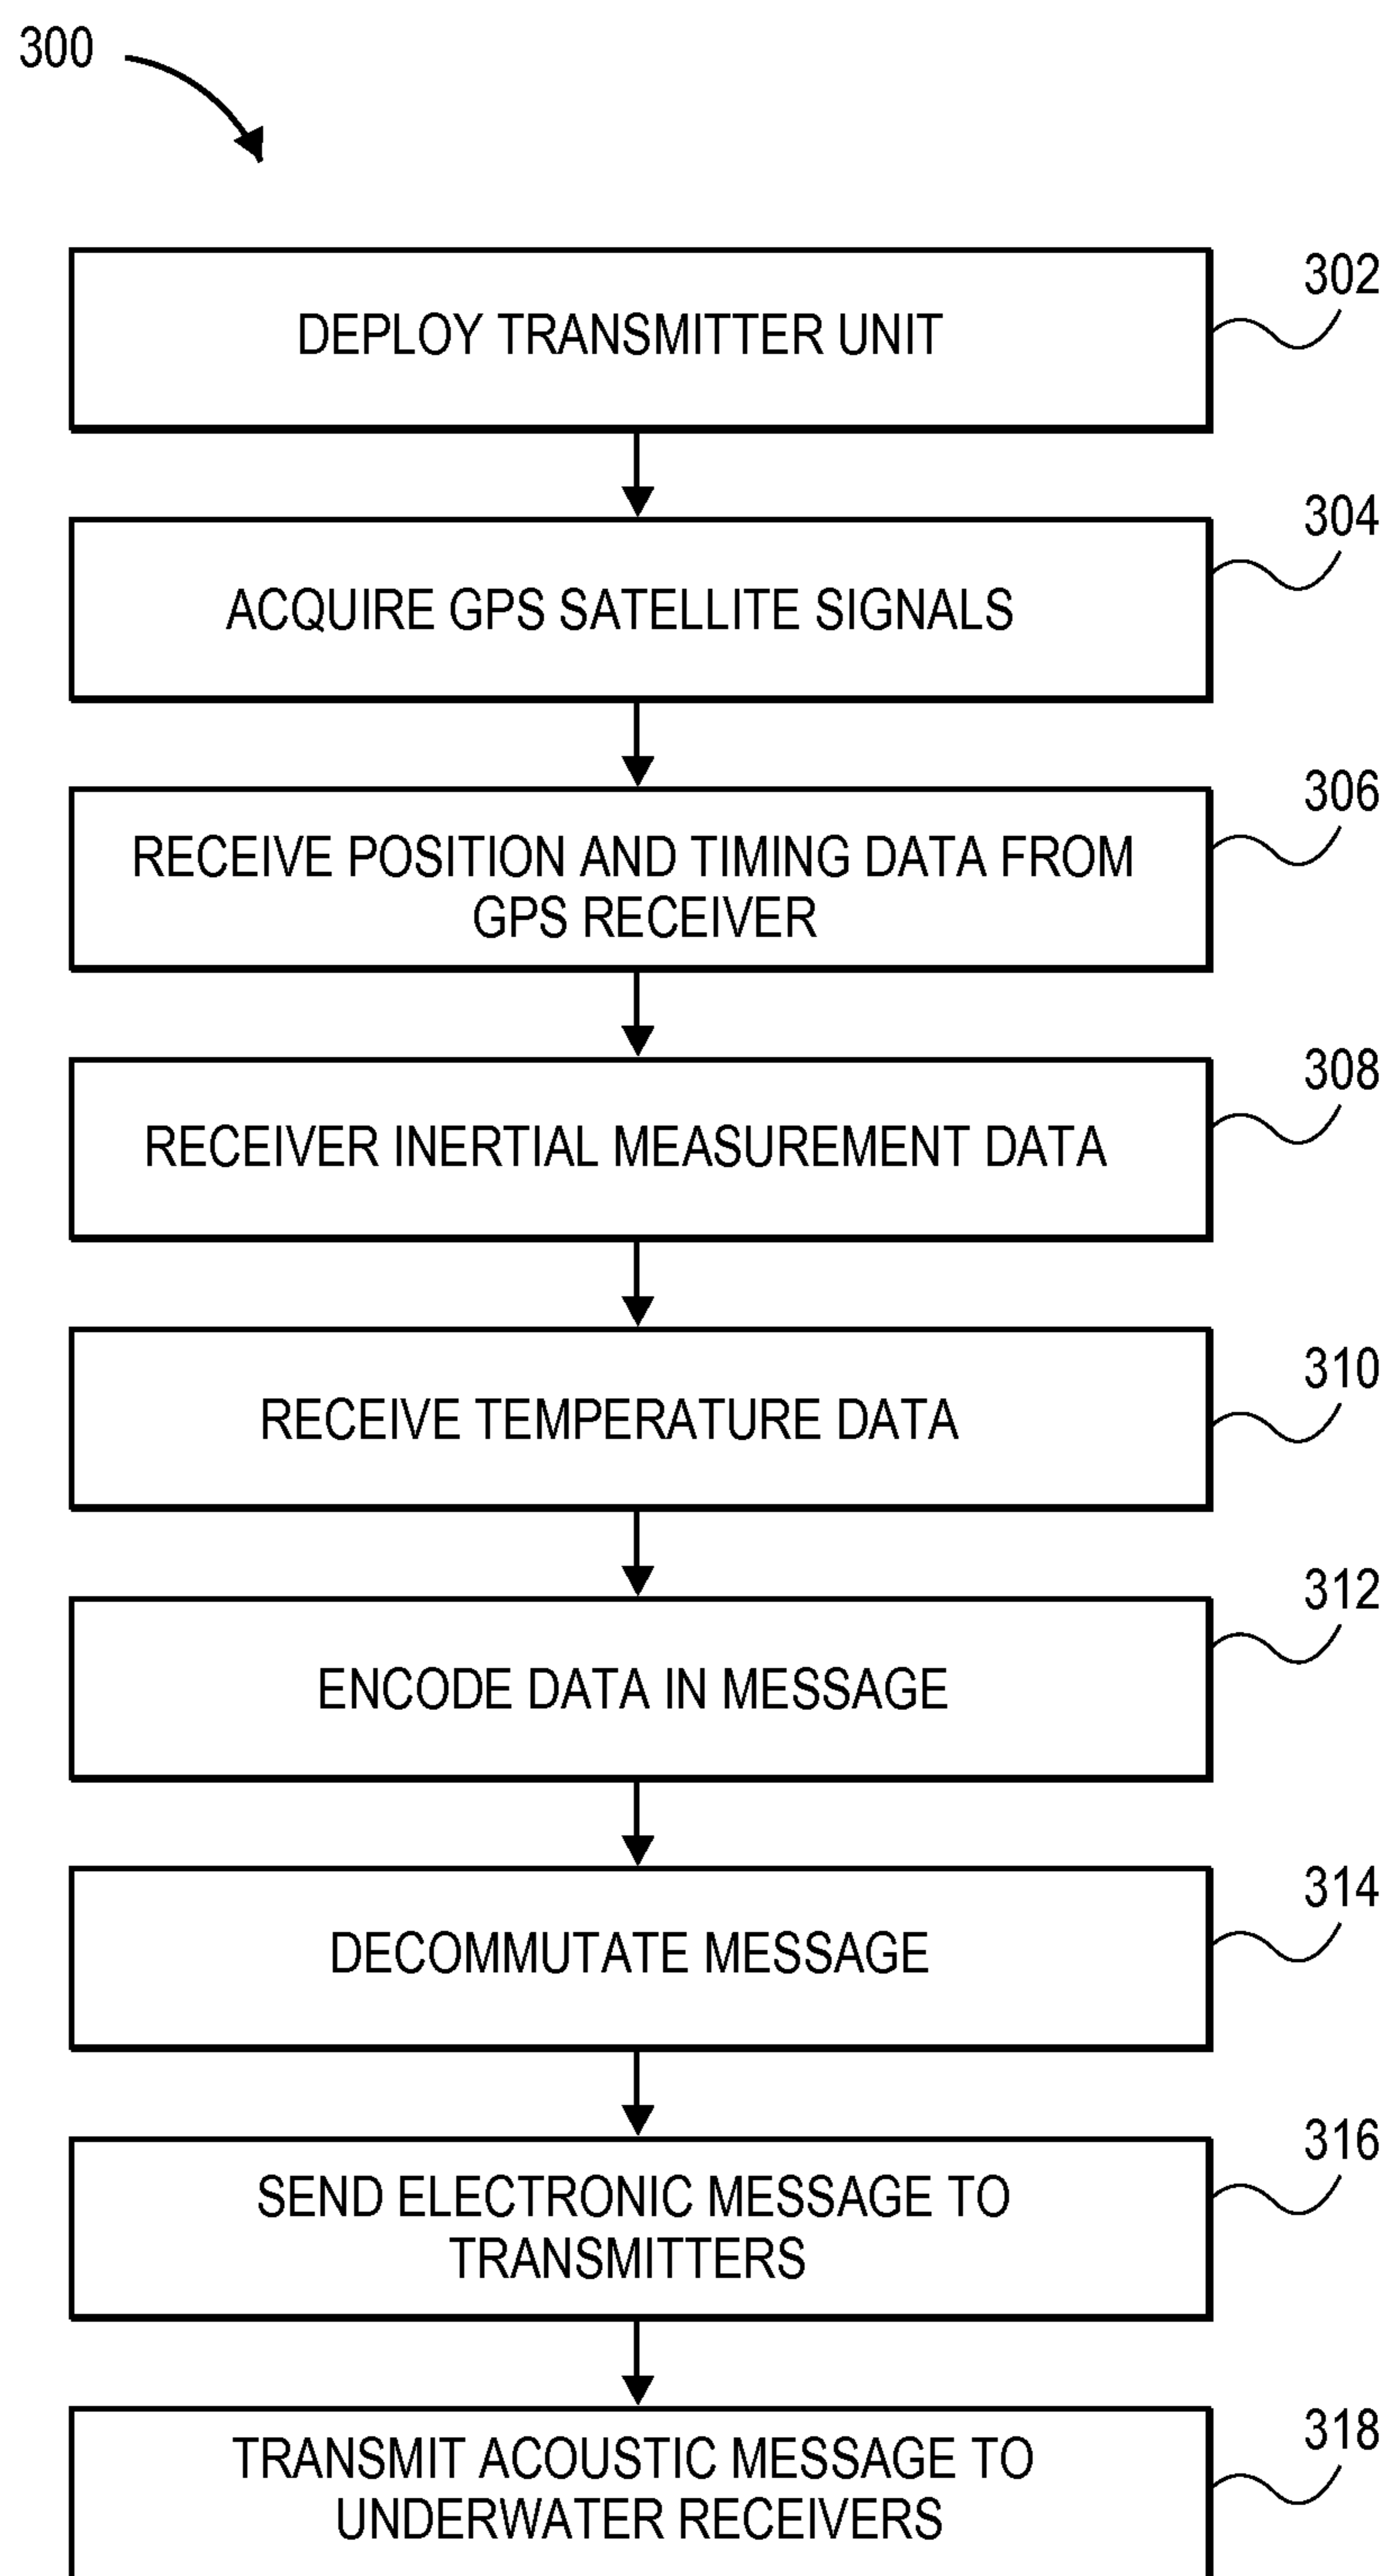 300
302
DEPLOY TRANSMITTER UNIT
304
ACQUIRE GPS SATELLITE SIGNALS
306
RECEIVE POSITION AND TIMING DATA FROM
GPS RECEIVER
308
RECEIVER INERTIAL MEASUREMENT DATA
310
RECEIVE TEMPERATURE DATA
312
ENCODE DATA IN MESSAGE
314
DECOMMUTATE MESSAGE
316
SEND ELECTRONIC MESSAGE TO
TRANSMITTERS
318
TRANSMIT ACOUSTIC MESSAGE TO
UNDERWATER RECEIVERS